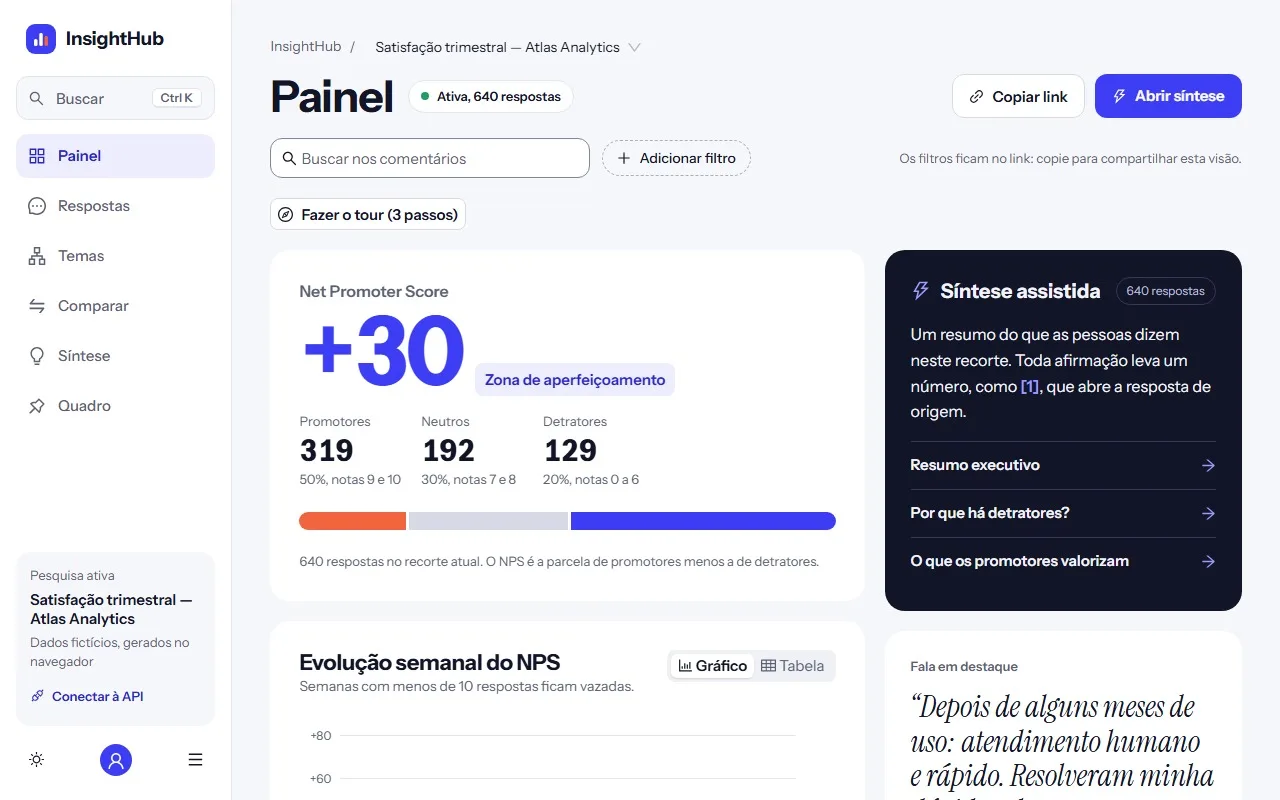 InsightHub
Buscar
Ctrl K
Painel
Respostas
Temas
Comparar
Síntese
Quadro
Pesquisa ativa
Satisfação trimestral —
Atlas Analytics
Dados fictícios, gerados no
navegador
Conectar à API
InsightHub / Satisfação trimestral — Atlas Analytics
Painel
Ativa, 640 respostas
Copiar link
Abrir síntese
Buscar nos comentários
Adicionar filtro
Os filtros ficam no link: copie para compartilhar esta visão.
Fazer o tour (3 passos)
Net Promoter Score
+30
Zona de aperfeiçoamento
Promotores
319
50%, notas 9 e 10
Neutros
192
30%, notas 7 e 8
Detratores
129
20%, notas 0 a 6
640 respostas no recorte atual. O NPS é a parcela de promotores menos a de detratores.
Evolução semanal do NPS
Semanas com menos de 10 respostas ficam vazadas.
Gráfico
Tabela
+80
+60
Síntese assistida
640 respostas
Um resumo do que as pessoas dizem
neste recorte. Toda afirmação leva um
número, como [1], que abre a resposta de
origem.
Resumo executivo
Por que há detratores?
O que os promotores valorizam
Fala em destaque
“Depois de alguns meses de
uso: atendimento humano
e rápido. Resolveram minha